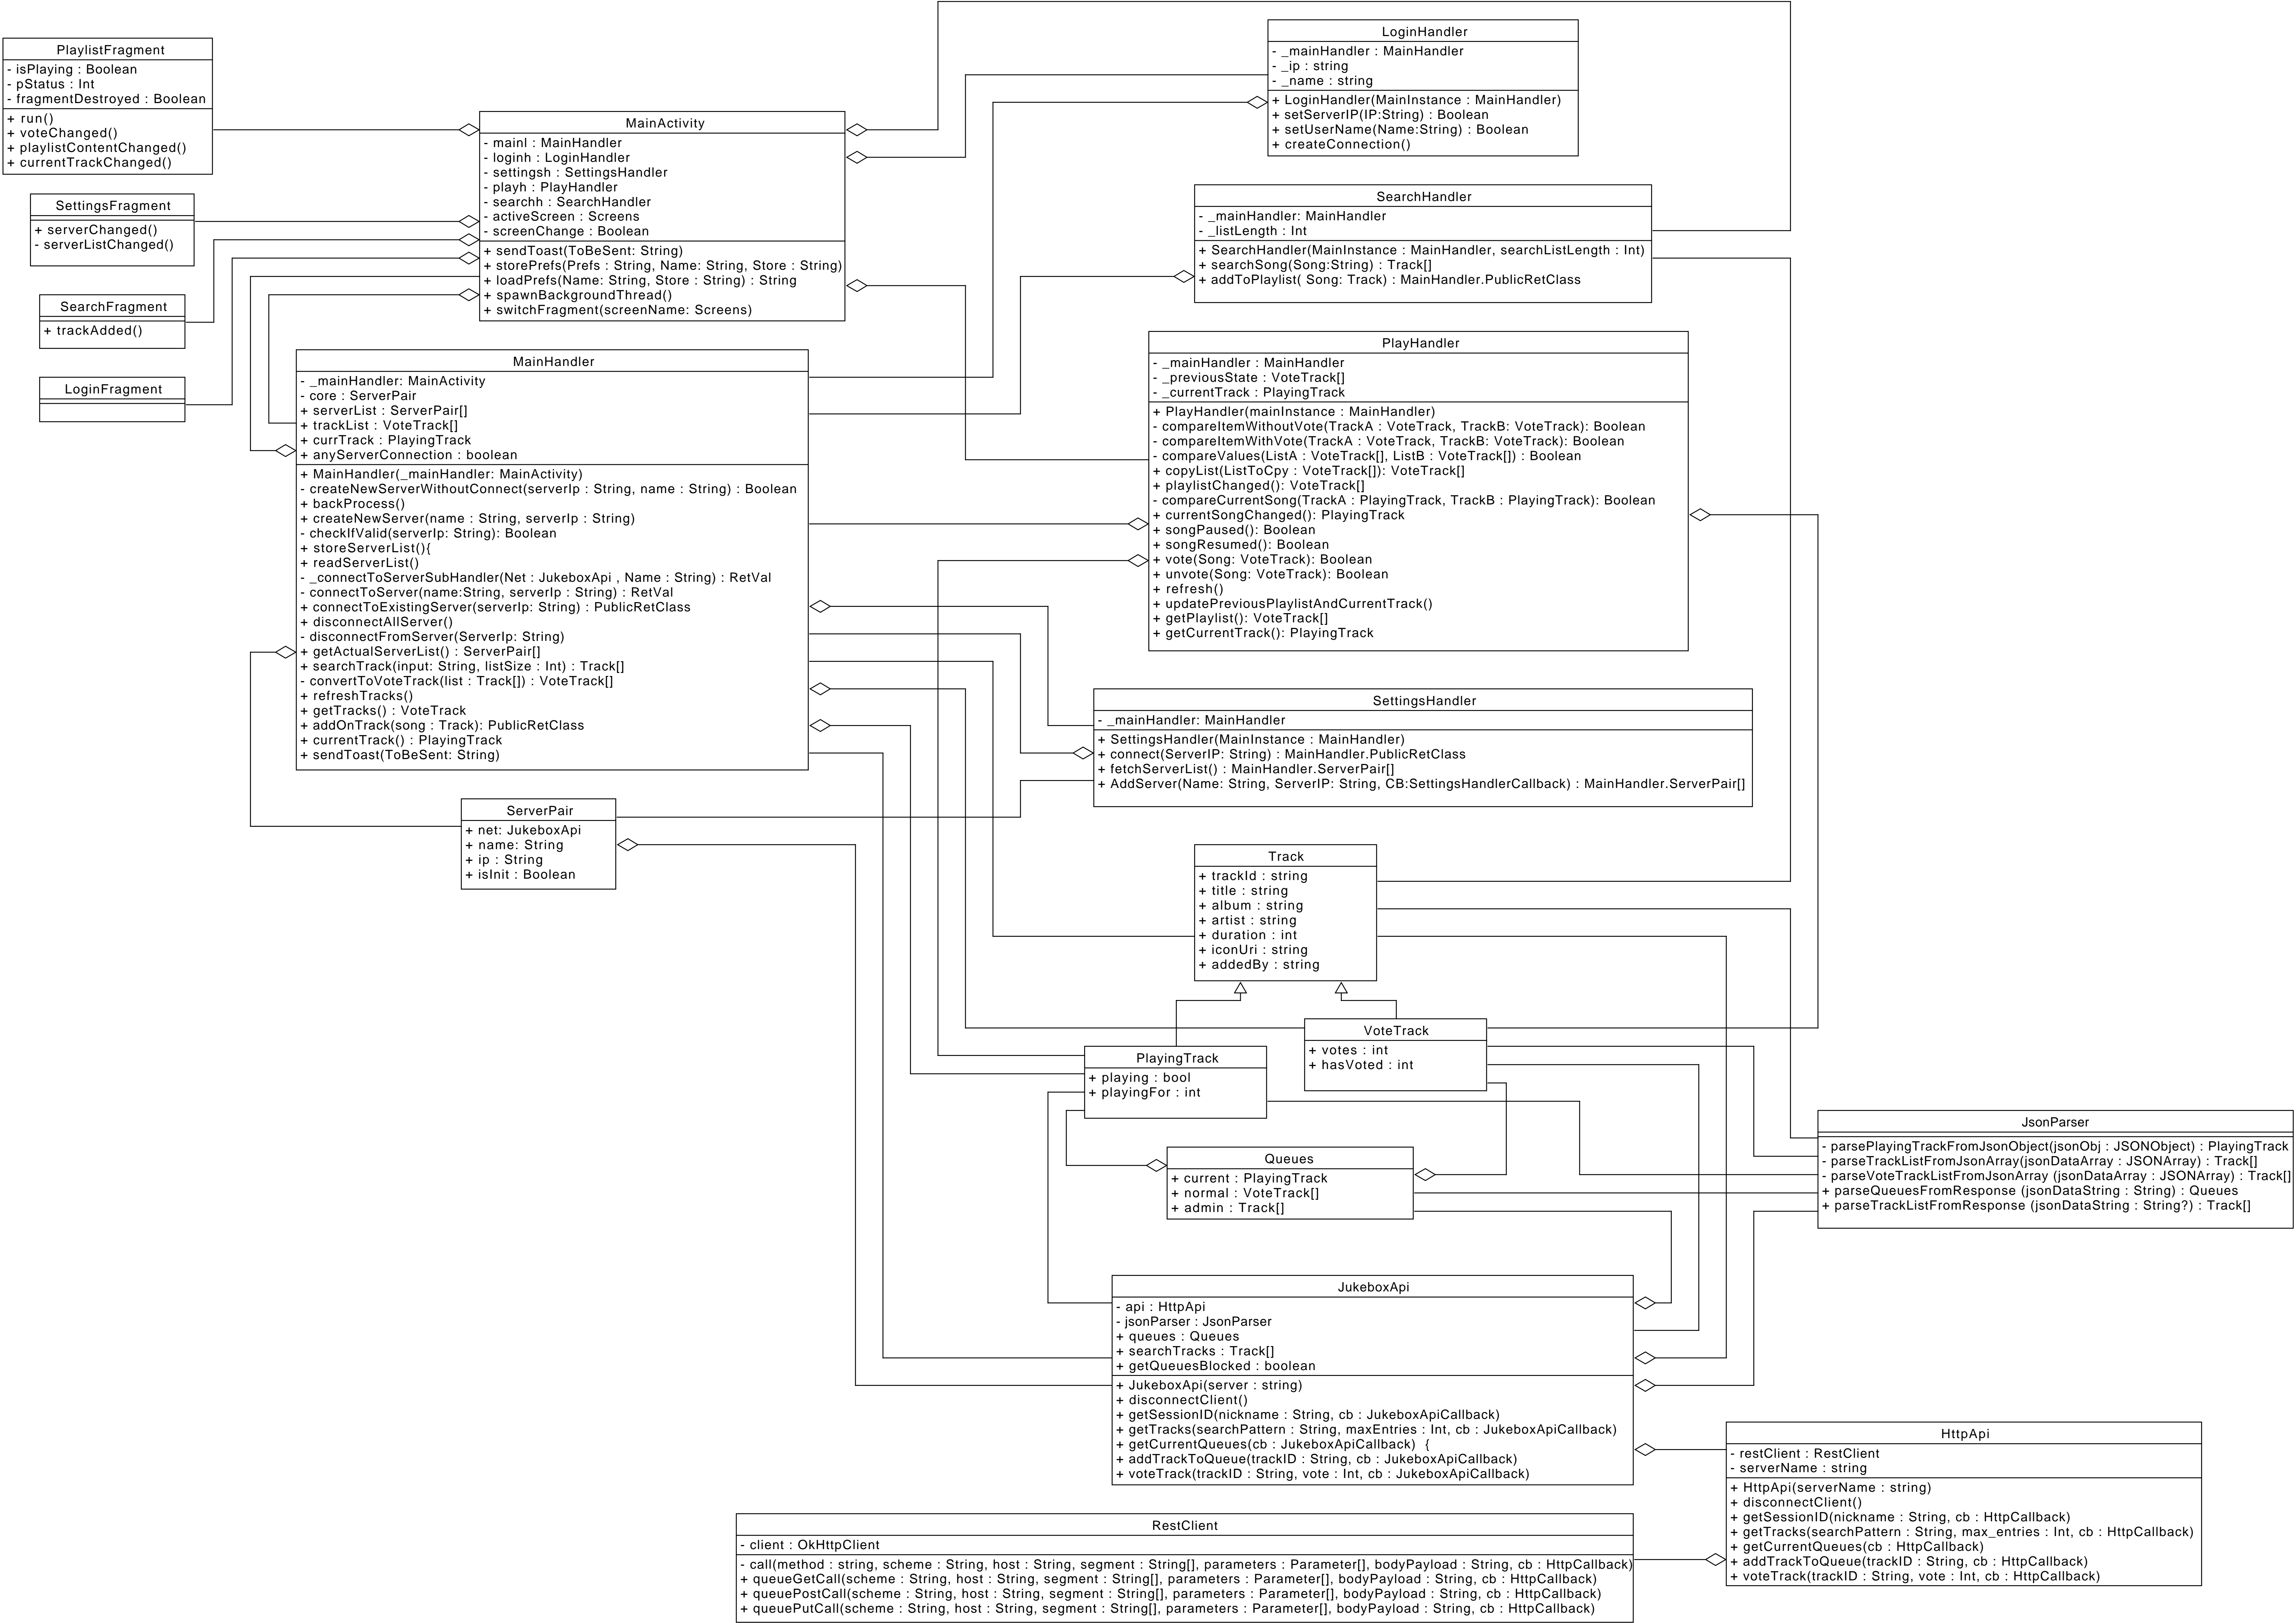 PlaylistFragment
- isPlaying : Boolean
- pStatus : Int
- fragmentDestroyed : Boolean
+ run()
+ voteChanged()
+ playlistContentChanged()
+ currentTrackChanged()
SettingsFragment
+ serverChanged()
- serverListChanged()
SearchFragment
+ trackAdded()
LoginFragment
MainActivity
- mainl : MainHandler
- loginh : LoginHandler
- settingsh : SettingsHandler
- playh : PlayHandler
- searchh : SearchHandler
- activeScreen : Screens
- screenChange : Boolean
+ sendToast(ToBeSent: String)
+ storePrefs(Prefs : String, Name: String, Store : String)
+ loadPrefs(Name: String, Store : String) : String
+ spawnBackgroundThread()
+ switchFragment(screenName: Screens)
MainHandler
- _mainHandler: MainActivity
- core : ServerPair
+ serverList : ServerPair[]
+ trackList : VoteTrack[]
+ currTrack : PlayingTrack
+ anyServerConnection : boolean
+ MainHandler(_mainHandler: MainActivity)
- createNewServerWithoutConnect(serverIp : String, name : String) : Boolean
+ backProcess()
+ createNewServer(name : String, serverIp : String)
- checkIfValid(serverIp: String): Boolean
+ storeServerList(){
+ readServerList()
- _connectToServerSubHandler(Net : JukeboxApi , Name : String) : RetVal
- connectToServer(name:String, serverIp : String) : RetVal
+ connectToExistingServer(serverIp: String) : PublicRetClass
+ disconnectAllServer()
- disconnectFromServer(ServerIp: String)
+ getActualServerList() : ServerPair[]
+ searchTrack(input: String, listSize : Int) : Track[]
- convertToVoteTrack(list : Track[]) : VoteTrack[]
+ refreshTracks()
+ getTracks() : VoteTrack
+ addOnTrack(song : Track): PublicRetClass
+ currentTrack() : PlayingTrack
+ sendToast(ToBeSent: String)
ServerPair
+ net: JukeboxApi
+ name: String
+ ip : String
+ isInit : Boolean
LoginHandler
- _mainHandler : MainHandler
- _ip : string
- _name : string
+ LoginHandler(MainInstance : MainHandler)
+ setServerIP(IP:String) : Boolean
+ setUserName(Name:String) : Boolean
+ createConnection()
SearchHandler
- _mainHandler: MainHandler
- _listLength : Int
+ SearchHandler(MainInstance : MainHandler, searchListLength : Int)
+ searchSong(Song:String) : Track[]
+ addToPlaylist( Song: Track) : MainHandler.PublicRetClass
PlayHandler
- _mainHandler : MainHandler
- _previousState : VoteTrack[]
- _currentTrack : PlayingTrack
+ PlayHandler(mainInstance : MainHandler)
- compareItemWithoutVote(TrackA : VoteTrack, TrackB: VoteTrack): Boolean
- compareItemWithVote(TrackA : VoteTrack, TrackB: VoteTrack): Boolean
- compareValues(ListA : VoteTrack[], ListB : VoteTrack[]) : Boolean
+ copyList(ListToCpy : VoteTrack[]): VoteTrack[]
+ playlistChanged(): VoteTrack[]
- compareCurrentSong(TrackA : PlayingTrack, TrackB : PlayingTrack): Boolean
+ currentSongChanged(): PlayingTrack
+ songPaused(): Boolean
+ songResumed(): Boolean
+ vote(Song: VoteTrack): Boolean
+ unvote(Song: VoteTrack): Boolean
+ refresh()
+ updatePreviousPlaylistAndCurrentTrack()
+ getPlaylist(): VoteTrack[]
+ getCurrentTrack(): PlayingTrack
SettingsHandler
- _mainHandler: MainHandler
+ SettingsHandler(MainInstance : MainHandler)
+ connect(ServerIP: String) : MainHandler.PublicRetClass
+ fetchServerList() : MainHandler.ServerPair[]
+ AddServer(Name: String, ServerIP: String, CB:SettingsHandlerCallback) : MainHandler.ServerPair[]
Track
+ trackId : string
+ title : string
+ album : string
+ artist : string
+ duration : int
+ iconUri : string
+ addedBy : string
VoteTrack
+ votes : int
+ hasVoted : int
PlayingTrack
+ playing : bool
+ playingFor : int
Queues
+ current : PlayingTrack
+ normal : VoteTrack[]
+ admin : Track[]
JsonParser
- parsePlayingTrackFromJsonObject(jsonObj : JSONObject) : PlayingTrack
- parseTrackListFromJsonArray(jsonDataArray : JSONArray) : Track[]
- parseVoteTrackListFromJsonArray (jsonDataArray : JSONArray) : Track[]
+ parseQueuesFromResponse (jsonDataString : String) : Queues
+ parseTrackListFromResponse (jsonDataString : String?) : Track[]
JukeboxApi
- api : HttpApi
- jsonParser : JsonParser
+ queues : Queues
+ searchTracks : Track[]
+ getQueuesBlocked : boolean
+ JukeboxApi(server : string)
+ disconnectClient()
+ getSessionID(nickname : String, cb : JukeboxApiCallback)
+ getTracks(searchPattern : String, maxEntries : Int, cb : JukeboxApiCallback)
+ getCurrentQueues(cb : JukeboxApiCallback) {
+ addTrackToQueue(trackID : String, cb : JukeboxApiCallback)
+ voteTrack(trackID : String, vote : Int, cb : JukeboxApiCallback)
HttpApi
- restClient : RestClient
- serverName : string
+ HttpApi(serverName : string)
+ disconnectClient()
+ getSessionID(nickname : String, cb : HttpCallback)
+ getTracks(searchPattern : String, max_entries : Int, cb : HttpCallback)
+ getCurrentQueues(cb : HttpCallback)
+ addTrackToQueue(trackID : String, cb : HttpCallback)
+ voteTrack(trackID : String, vote : Int, cb : HttpCallback)
RestClient
- client : OkHttpClient
- call(method : string, scheme : String, host : String, segment : String[], parameters : Parameter[], bodyPayload : String, cb : HttpCallback)
+ queueGetCall(scheme : String, host : String, segment : String[], parameters : Parameter[], bodyPayload : String, cb : HttpCallback)
+ queuePostCall(scheme : String, host : String, segment : String[], parameters : Parameter[], bodyPayload : String, cb : HttpCallback)
+ queuePutCall(scheme : String, host : String, segment : String[], parameters : Parameter[], bodyPayload : String, cb : HttpCallback)